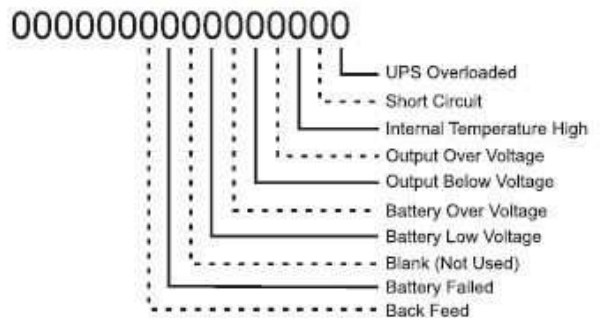 0000000000000000
UPS Overloaded
Short Circuit
Internal Temperature High
Output Over Voltage
Output Below Voltage
Battery Over Voltage
Battery Low Voltage
Blank (Not Used)
Battery Failed
Back Feed